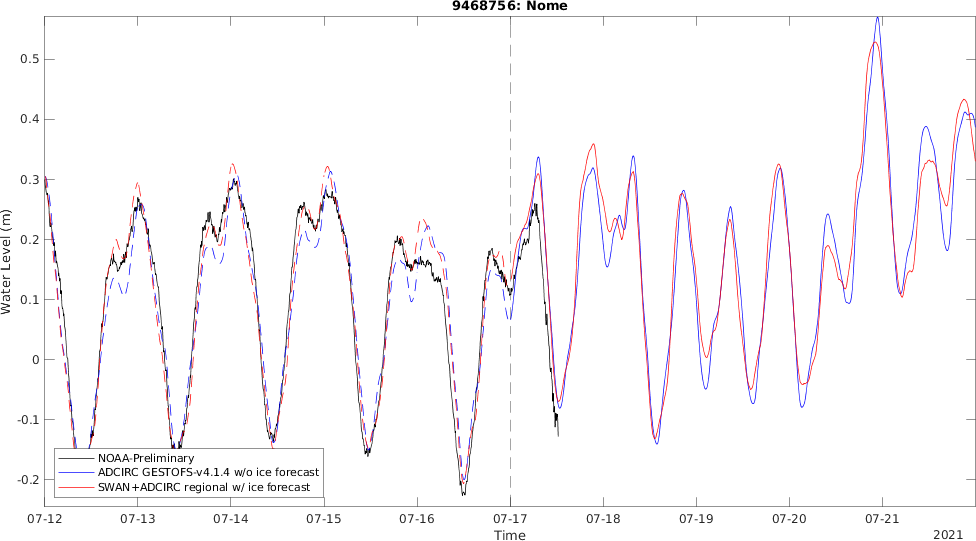 9468756: Nome
Water Level (m)
0.5
0.4
0.3
0.2
0.1
0
-0.1
-0.2
NOAA-Preliminary
ADCIRC GESTOFS-v4.1.4 w/o ice forecast
SWAN+ADCIRC regional w/ ice forecast
07-12 07-13 07-14 07-15 07-16 07-17 07-18 07-19 07-20 07-21
Time
2021